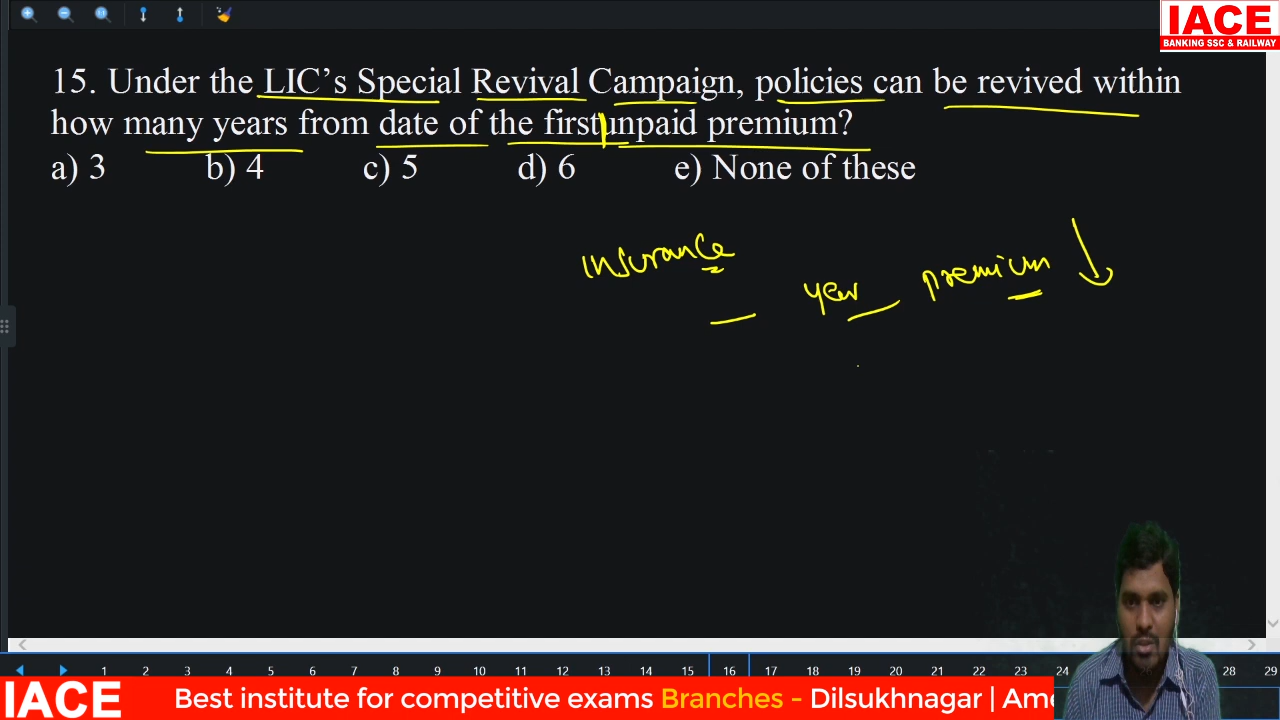 IACE
BANKING SSC & RAILWAY
15. Under the LIC’s Special Revival Campaign, policies can be revived within
how many years from date of the first unpaid premium?
a) 3 b) 4 c) 5 d) 6 e) None of these
insurance
year premium
1 2 3 4 5 6 7 8 9 10 11 12 13 14 15 16 17 18 19 20 21 22 23 24 28 29
IACE Best institute for competitive exams Branches - Dilsukhnagar | Ame